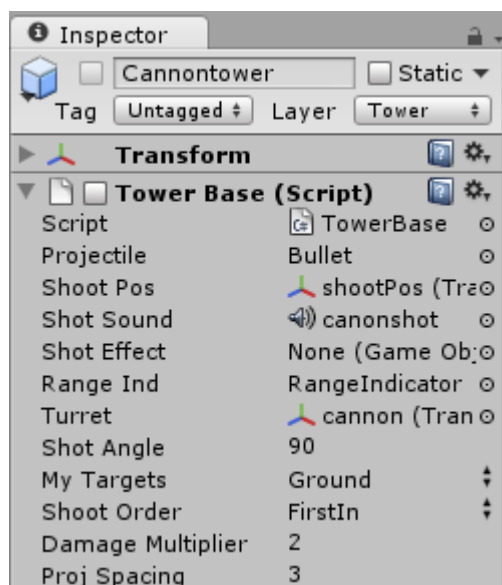 Inspector
Cannontower Static
Tag Untagged Layer Tower
Transform
Tower Base (Script)
Script TowerBase
Projectile Bullet
Shoot Pos shootPos (Tra
Shot Sound canonshot
Shot Effect None (Game Obj
Range Ind RangeIndicator
Turret cannon (Tran
Shot Angle 90
My Targets Ground
Shoot Order FirstIn
Damage Multiplier 2
Proj Spacing 3